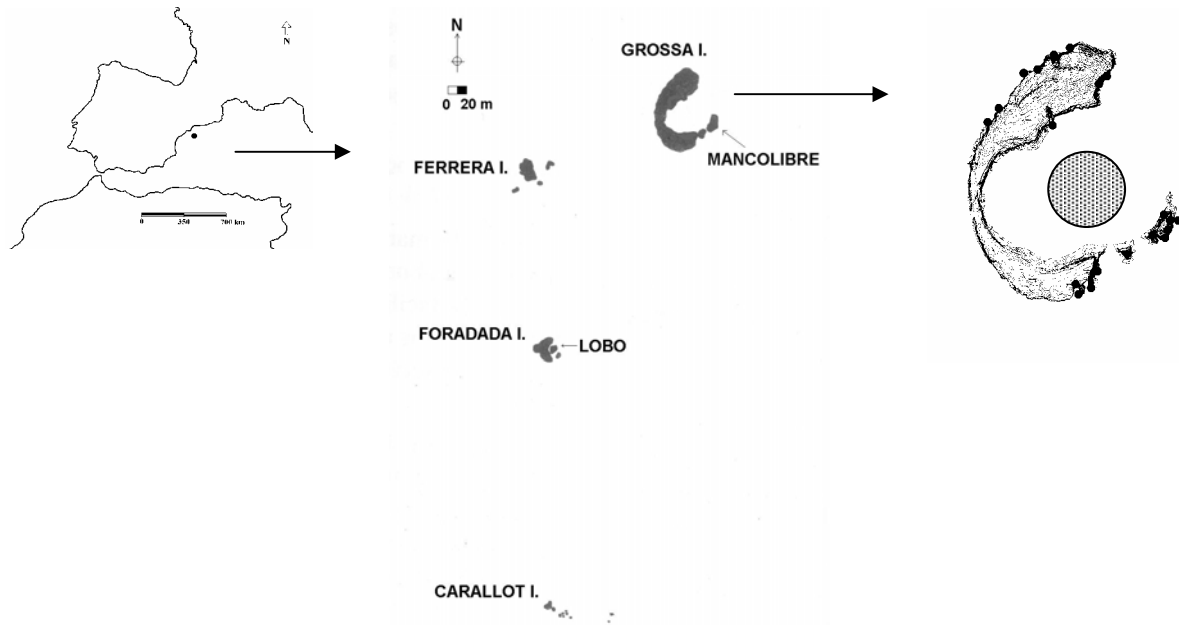 N
0 350 700 km
N
0 20 m
GROSSA I.
MANCOLIBRE
FERRERA I.
FORADADA I.
LOBO
CARALLOT I.